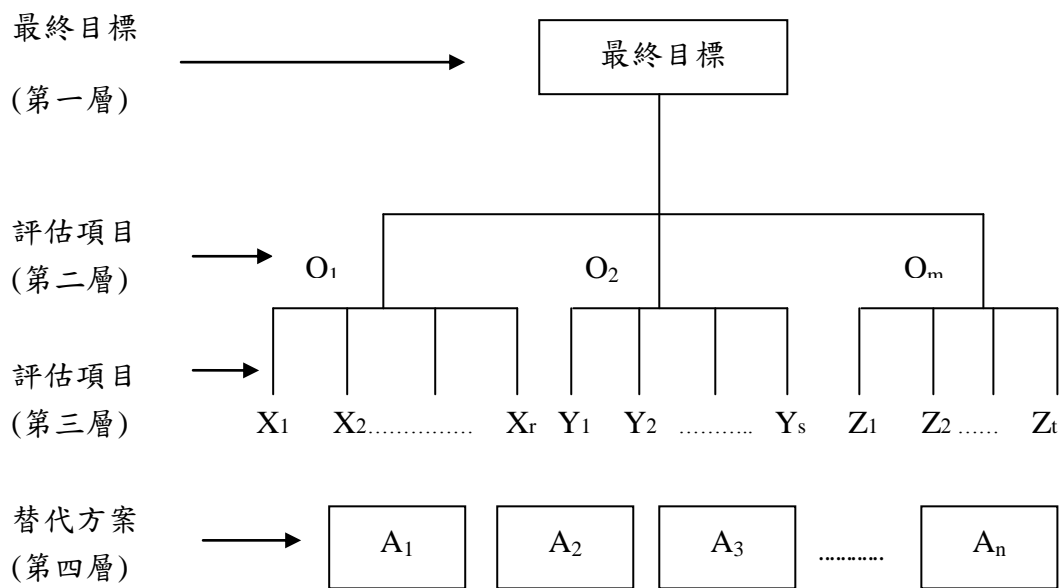 最終目標
(第一層)
最終目標
評估項目
(第二層)
O1 O2 Om
評估項目
(第三層)
X1 X2............... Xr Y1 Y2 ........... Ys Z1 Z2 ...... Zt
替代方案
(第四層)
A1 A2 A3 ........... An